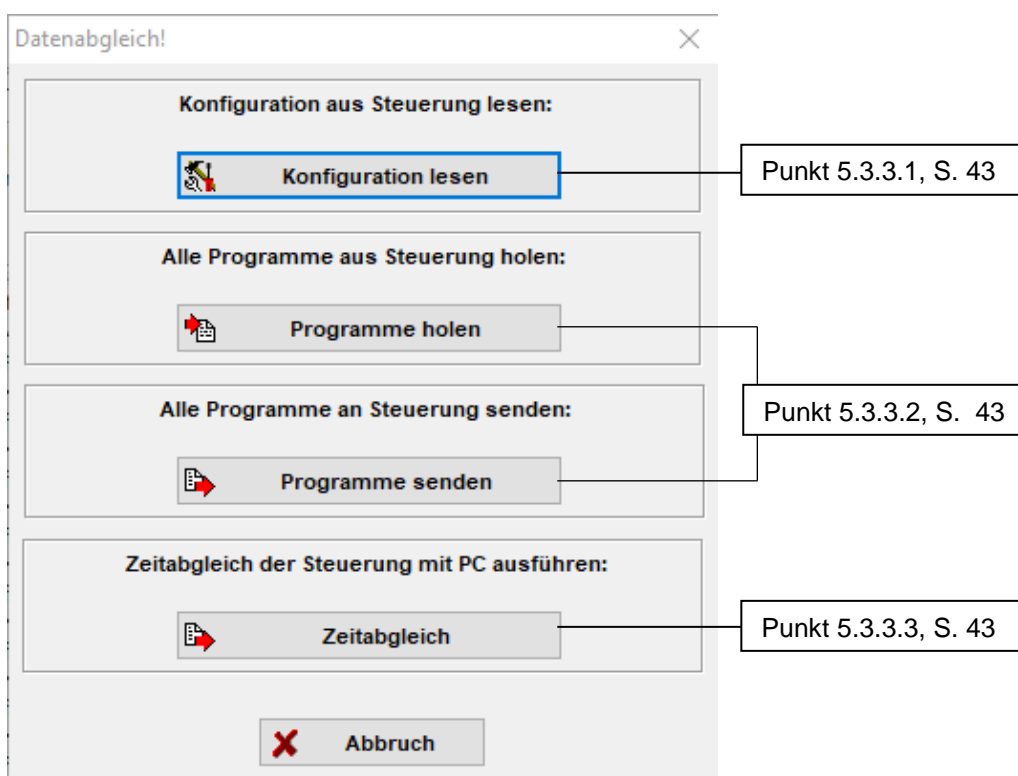 Datenabgleich!
Konfiguration aus Steuerung lesen:
Konfiguration lesen
Punkt 5.3.3.1, S. 43
Alle Programme aus Steuerung holen:
Programme holen
Alle Programme an Steuerung senden:
Punkt 5.3.3.2, S.  43
Programme senden
Zeitabgleich der Steuerung mit PC ausführen:
Zeitabgleich
Punkt 5.3.3.3, S. 43
Abbruch